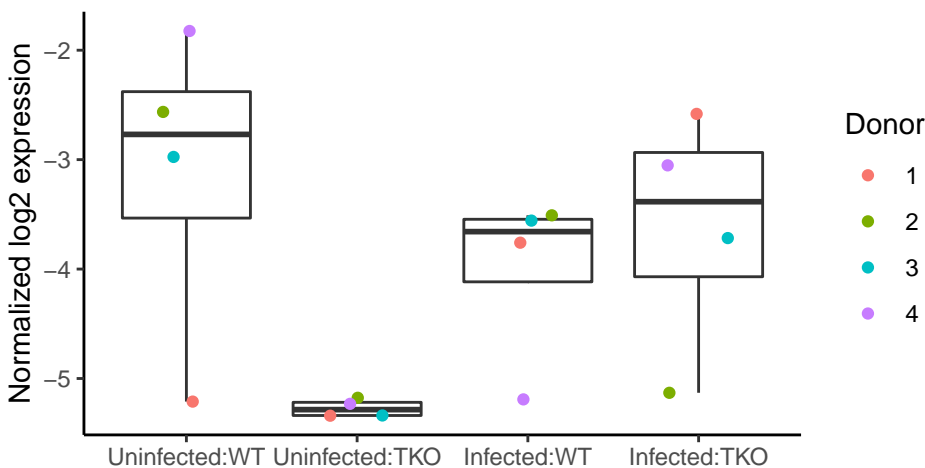 Normalized log2 expression
−2
−3
−4
−5
Uninfected:WT Uninfected:TKO Infected:WT Infected:TKO
Donor
1
2
3
4